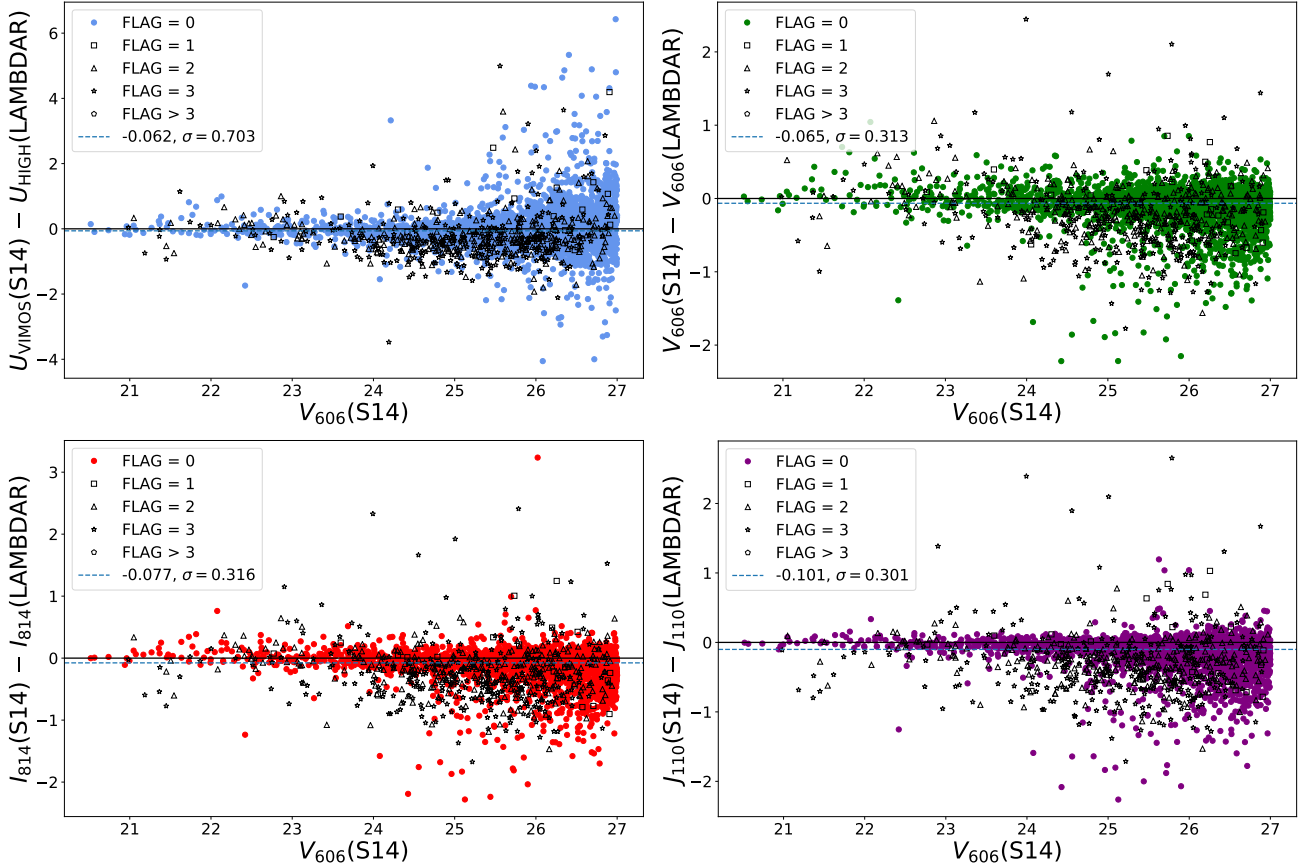 U_VIMOS(S14) − U_HIGH(LAMBDAR)
6
4
2
0
−2
−4
FLAG = 0
FLAG = 1
FLAG = 2
FLAG = 3
FLAG > 3
-0.062, σ = 0.703
21 22 23 24 25 26 27
V_606(S14)
V_606(S14) − V_606(LAMBDAR)
2
1
0
−1
−2
FLAG = 0
FLAG = 1
FLAG = 2
FLAG = 3
FLAG > 3
-0.065, σ = 0.313
21 22 23 24 25 26 27
V_606(S14)
I_814(S14) − I_814(LAMBDAR)
3
2
1
0
−1
−2
FLAG = 0
FLAG = 1
FLAG = 2
FLAG = 3
FLAG > 3
-0.077, σ = 0.316
21 22 23 24 25 26 27
V_606(S14)
J_110(S14) − J_110(LAMBDAR)
2
1
0
−1
−2
FLAG = 0
FLAG = 1
FLAG = 2
FLAG = 3
FLAG > 3
-0.101, σ = 0.301
21 22 23 24 25 26 27
V_606(S14)